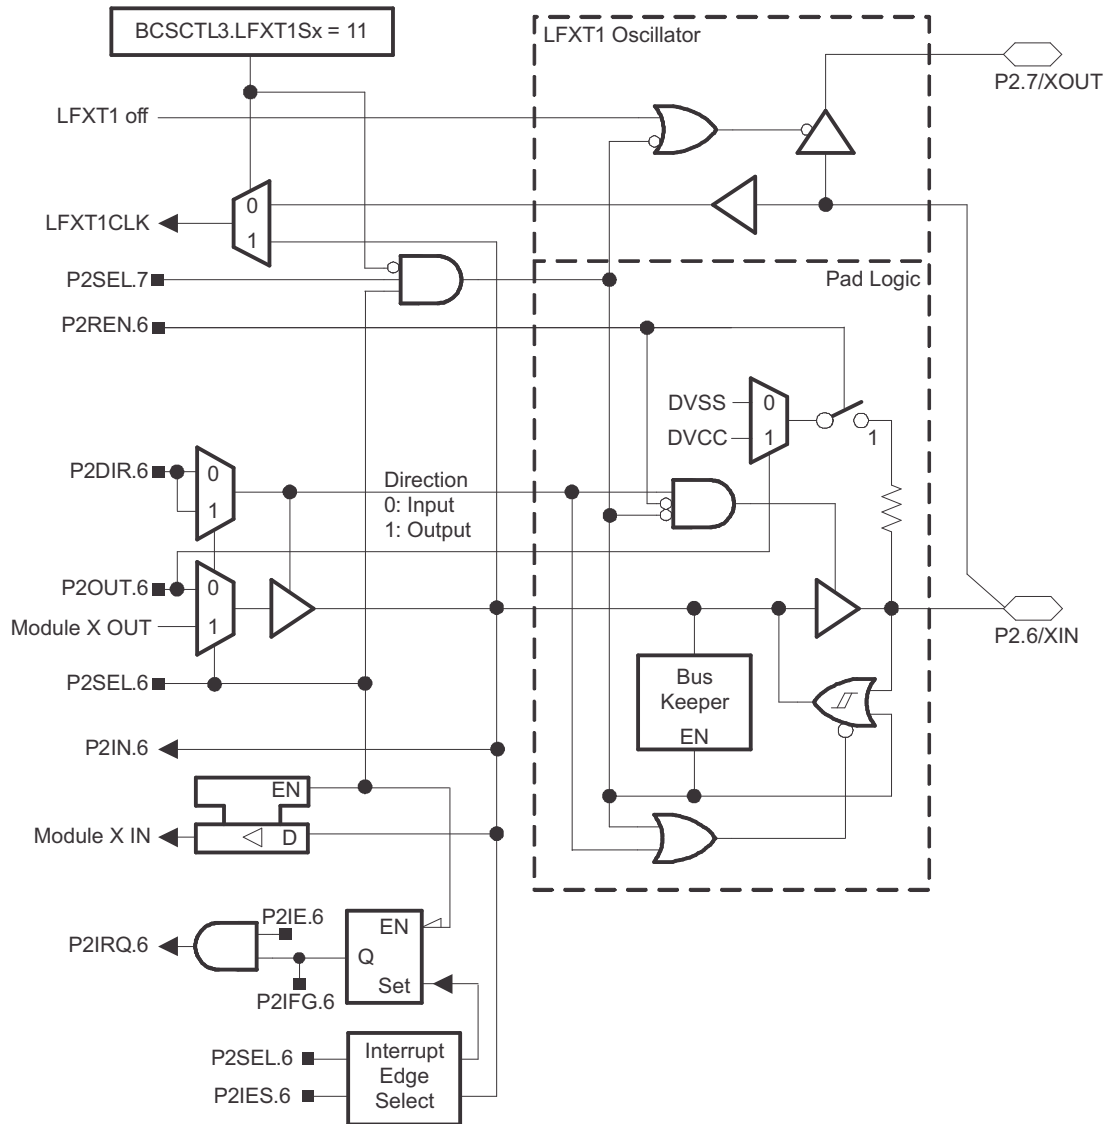 BCSCTL3.LFXT1Sx = 11
LFXT1 Oscillator
P2.7/XOUT
LFXT1 off
0
LFXT1CLK
1
P2SEL.7
Pad Logic
P2REN.6
DVSS
0
DVCC
1
1
P2DIR.6
0
1
Direction
0: Input
1: Output
P2OUT.6
0
Module X OUT
1
P2.6/XIN
P2SEL.6
Bus
Keeper
EN
P2IN.6
EN
Module X IN
D
P2IE.6
EN
P2IRQ.6
Q
Set
P2IFG.6
P2SEL.6
P2IES.6
Interrupt
Edge
Select